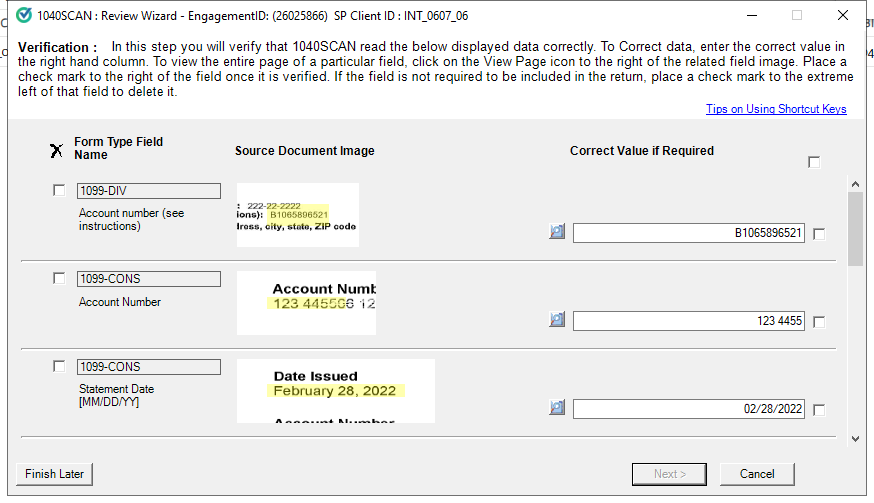 1040SCAN : Review Wizard - EngagementID: (26025866)  SP Client ID : INT_0607_06
Verification :   In this step you will verify that 1040SCAN read the below displayed data correctly. To Correct data, enter the correct value in
the right hand column. To view the entire page of a particular field, click on the View Page icon to the right of the related field image. Place a
check mark to the right of the field once it is verified. If the field is not required to be included in the return, place a check mark to the extreme
left of that field to delete it.
Tips on Using Shortcut Keys
X Form Type Field
Name
Source Document Image
Correct Value if Required
1099-DIV
Account number (see
instructions)
: 222-22-2222
ions): B1065896521
dress, city, state, ZIP code
B1065896521
1099-CONS
Account Number
Account Numb
123 445506 12
123 4455
1099-CONS
Statement Date
[MM/DD/YY]
Date Issued
February 28, 2022
Account Number
02/28/2022
Finish Later
Next >
Cancel